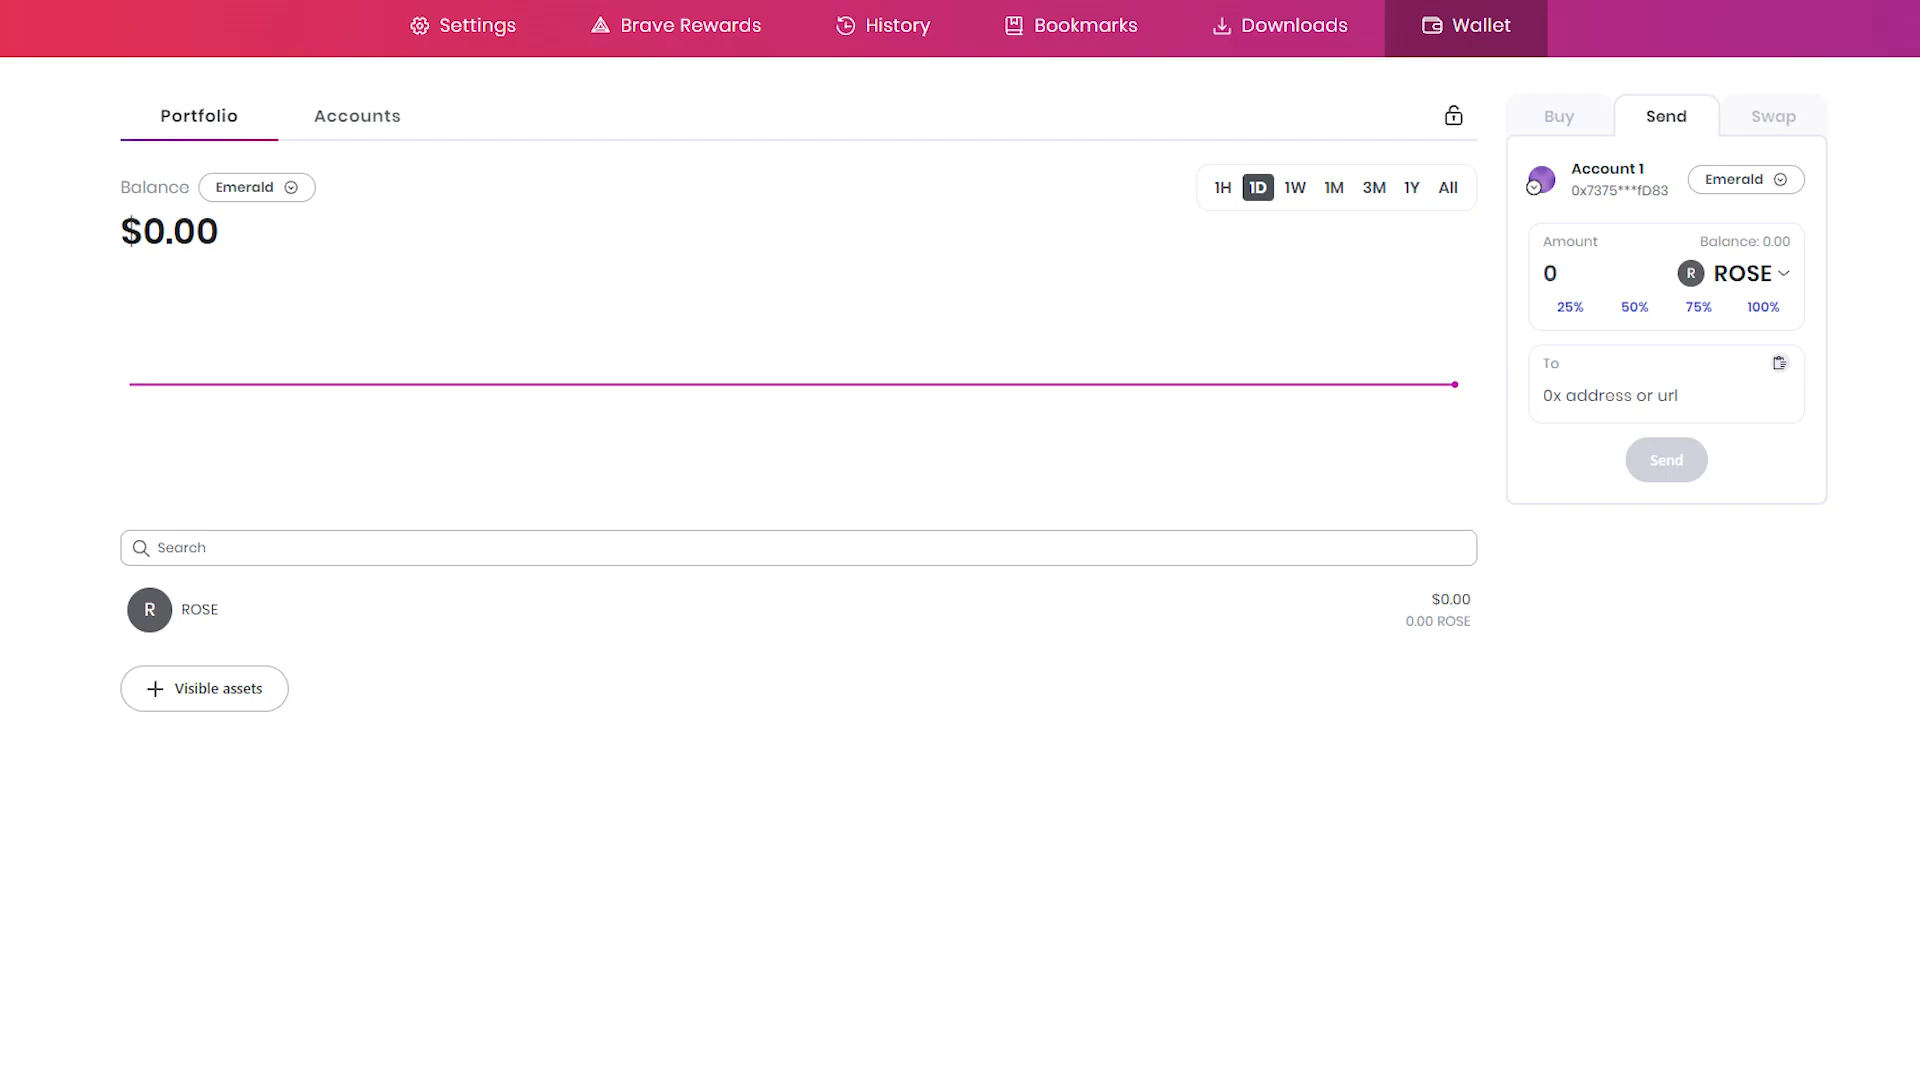 Settings
Brave Rewards
History
Bookmarks
Downloads
Wallet
Portfolio
Accounts
Balance
Emerald
$0.00
1H
1D
1W
1M
3M
1Y
All
Buy
Send
Swap
Account 1
0x7375***fD83
Emerald
Amount
Balance: 0.00
0
R
ROSE
25%
50%
75%
100%
To
0x address or url
Send
Search
R
ROSE
$0.00
0.00 ROSE
Visible assets